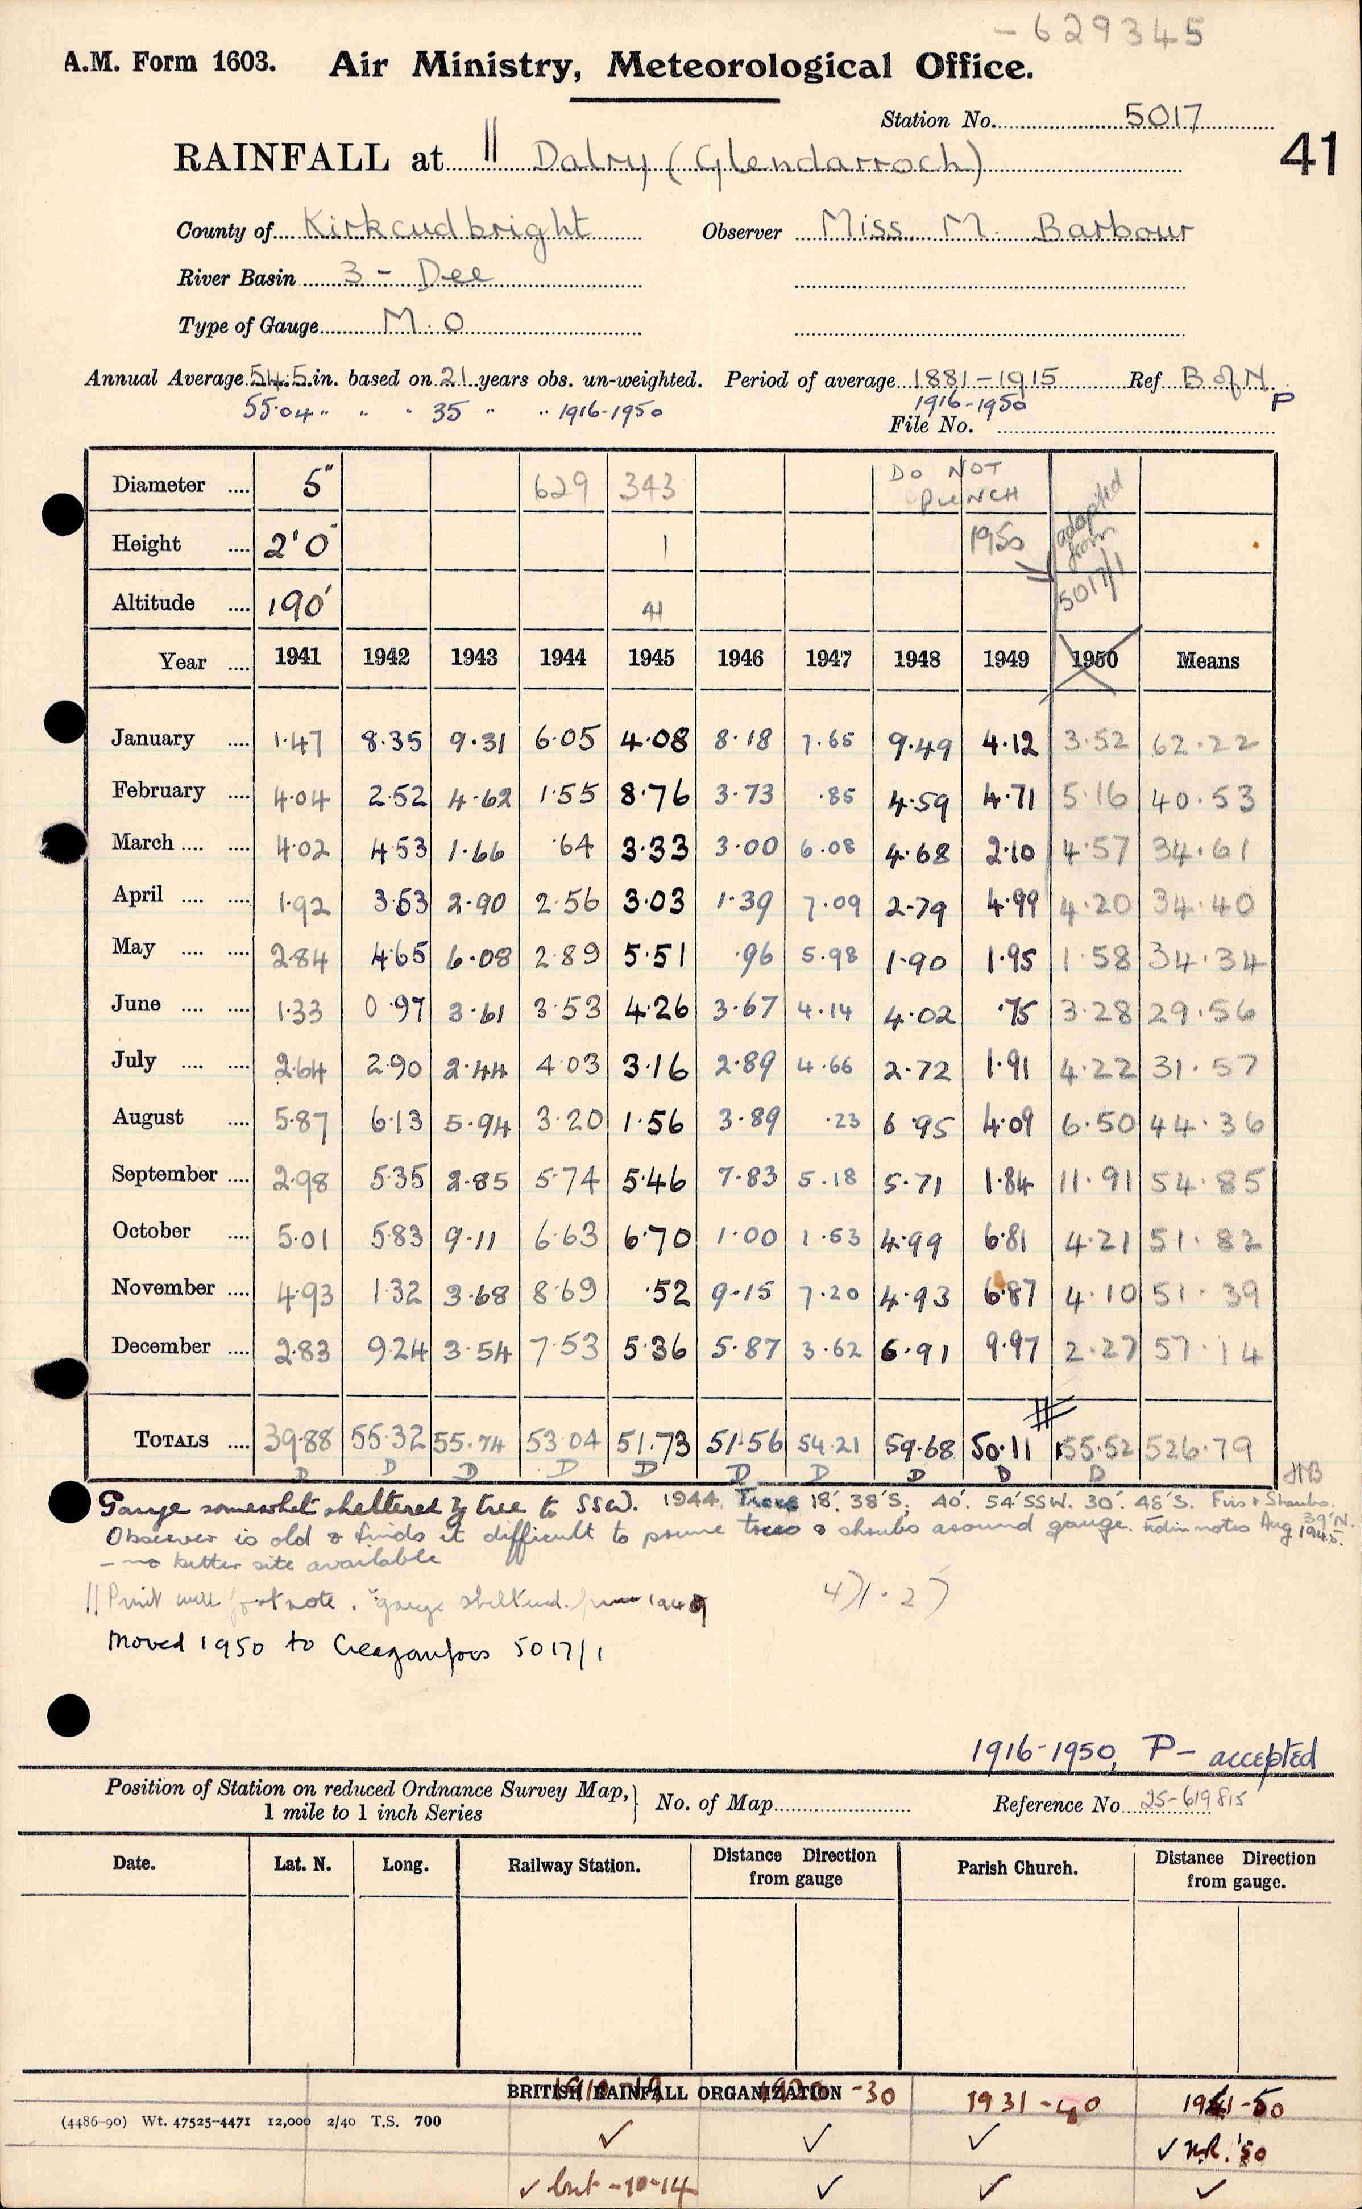 -629345
A.M. Form 1603. Air Ministry, Meteorological Office.
Station No. 5017
41
RAINFALL at || Dalry (Glendarroch)
County of Kirkcudbright Observer Miss. M. Barbour
River Basin 3 - Dee
Type of Gauge M.O
Annual Average 54.5 in. based on 21 years obs. un-weighted. Period of average 1881-1915 Ref B of N P
55.04 " " " 35 " " 1916-1950 1916-1950
File No.
Diameter .... 5" 629 343 DO NOT PUNCH
Height .... 2'0" 1 1950 adapted from 5017/1
Altitude .... 190' 41
Year .... 1941 1942 1943 1944 1945 1946 1947 1948 1949 1950 Means
January .... 1.47 8.35 9.31 6.05 4.08 8.18 7.65 9.49 4.12 3.52 62.22
February .... 4.04 2.52 4.62 1.55 8.76 3.73 .85 4.59 4.71 5.16 40.53
March .... .... 4.02 4.53 1.66 .64 3.33 3.00 6.08 4.68 2.10 4.57 34.61
April .... .... 1.92 3.53 2.90 2.56 3.03 1.39 7.09 2.79 4.99 4.20 34.40
May .... .... 2.84 4.65 6.08 2.89 5.51 .96 5.98 1.90 1.95 1.58 34.34
June .... .... 1.33 0.97 3.61 3.53 4.26 3.67 4.14 4.02 .75 3.28 29.56
July .... .... 2.64 2.90 2.44 4.03 3.16 2.89 4.66 2.72 1.91 4.22 31.57
August .... 5.87 6.13 5.94 3.20 1.56 3.89 .23 6.95 4.09 6.50 44.36
September .... 2.98 5.35 2.85 5.74 5.46 7.83 5.18 5.71 1.84 11.91 54.85
October .... 5.01 5.83 9.11 6.63 6.70 1.00 1.53 4.99 6.81 4.21 51.82
November .... 4.93 1.32 3.68 8.69 .52 9.15 7.20 4.93 6.87 4.10 51.39
December .... 2.83 9.24 3.54 7.53 5.36 5.87 3.62 6.91 9.97 2.27 57.14
TOTALS .... 39.88 55.32 55.74 53.04 51.73 51.56 54.21 59.68 50.11 55.52 526.79
D D D D D D D D D D
Gauge somewhat sheltered by tree to SSW. 1944 Trees 18'. 38'S; 40'. 54'SSW. 30'. 48'S. Firs & Shrubs 39'N.
Observer is old & finds it difficult to prune trees & shrubs around gauge. Edin notes Aug 1945.
- no better site available
|| Print with footnote. "gauge sheltered from 1949
471.27
Moved 1950 to 5017/1
1916-1950, P - accepted
Position of Station on reduced Ordnance Survey Map, 1 mile to 1 inch Series No. of Map Reference No 25-619815
Date. Lat. N. Long. Railway Station. Distance Direction from gauge Parish Church. Distance Direction from gauge.
BRITISH RAINFALL ORGANIZATION -30 1931-40 1941-50
(4486-90) Wt. 47525-4471 12,000 2/40 T.S. 700
✓ ✓ ✓ ✓ '50
✓ but -10-14 ✓ ✓ ✓